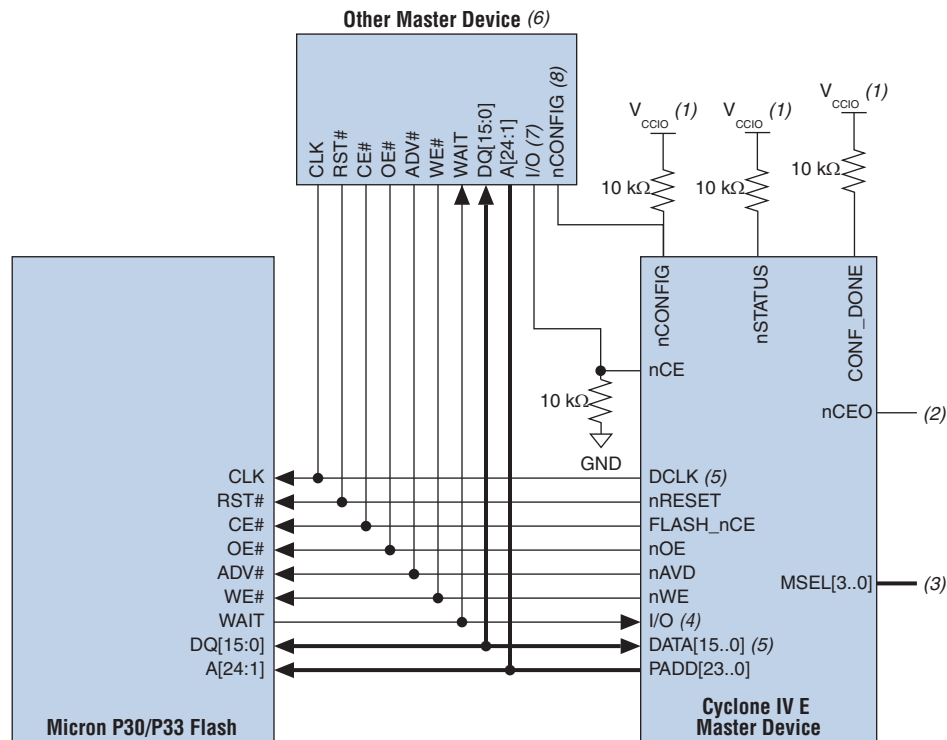 Other Master Device (6)
CLK
RST#
CE#
OE#
ADV#
WE#
WAIT
DQ[15:0]
A[24:1]
I/O (7)
nCONFIG (8)
VCCIO (1)
VCCIO (1)
VCCIO (1)
10 kΩ
10 kΩ
10 kΩ
nCONFIG
nSTATUS
CONF_DONE
nCE
10 kΩ
GND
nCEO
(2)
CLK
DCLK (5)
RST#
nRESET
CE#
FLASH_nCE
OE#
nOE
ADV#
nAVD
MSEL[3..0]
(3)
WE#
nWE
WAIT
I/O (4)
DQ[15:0]
DATA[15..0] (5)
A[24:1]
PADD[23..0]
Micron P30/P33 Flash
Cyclone IV E
Master Device